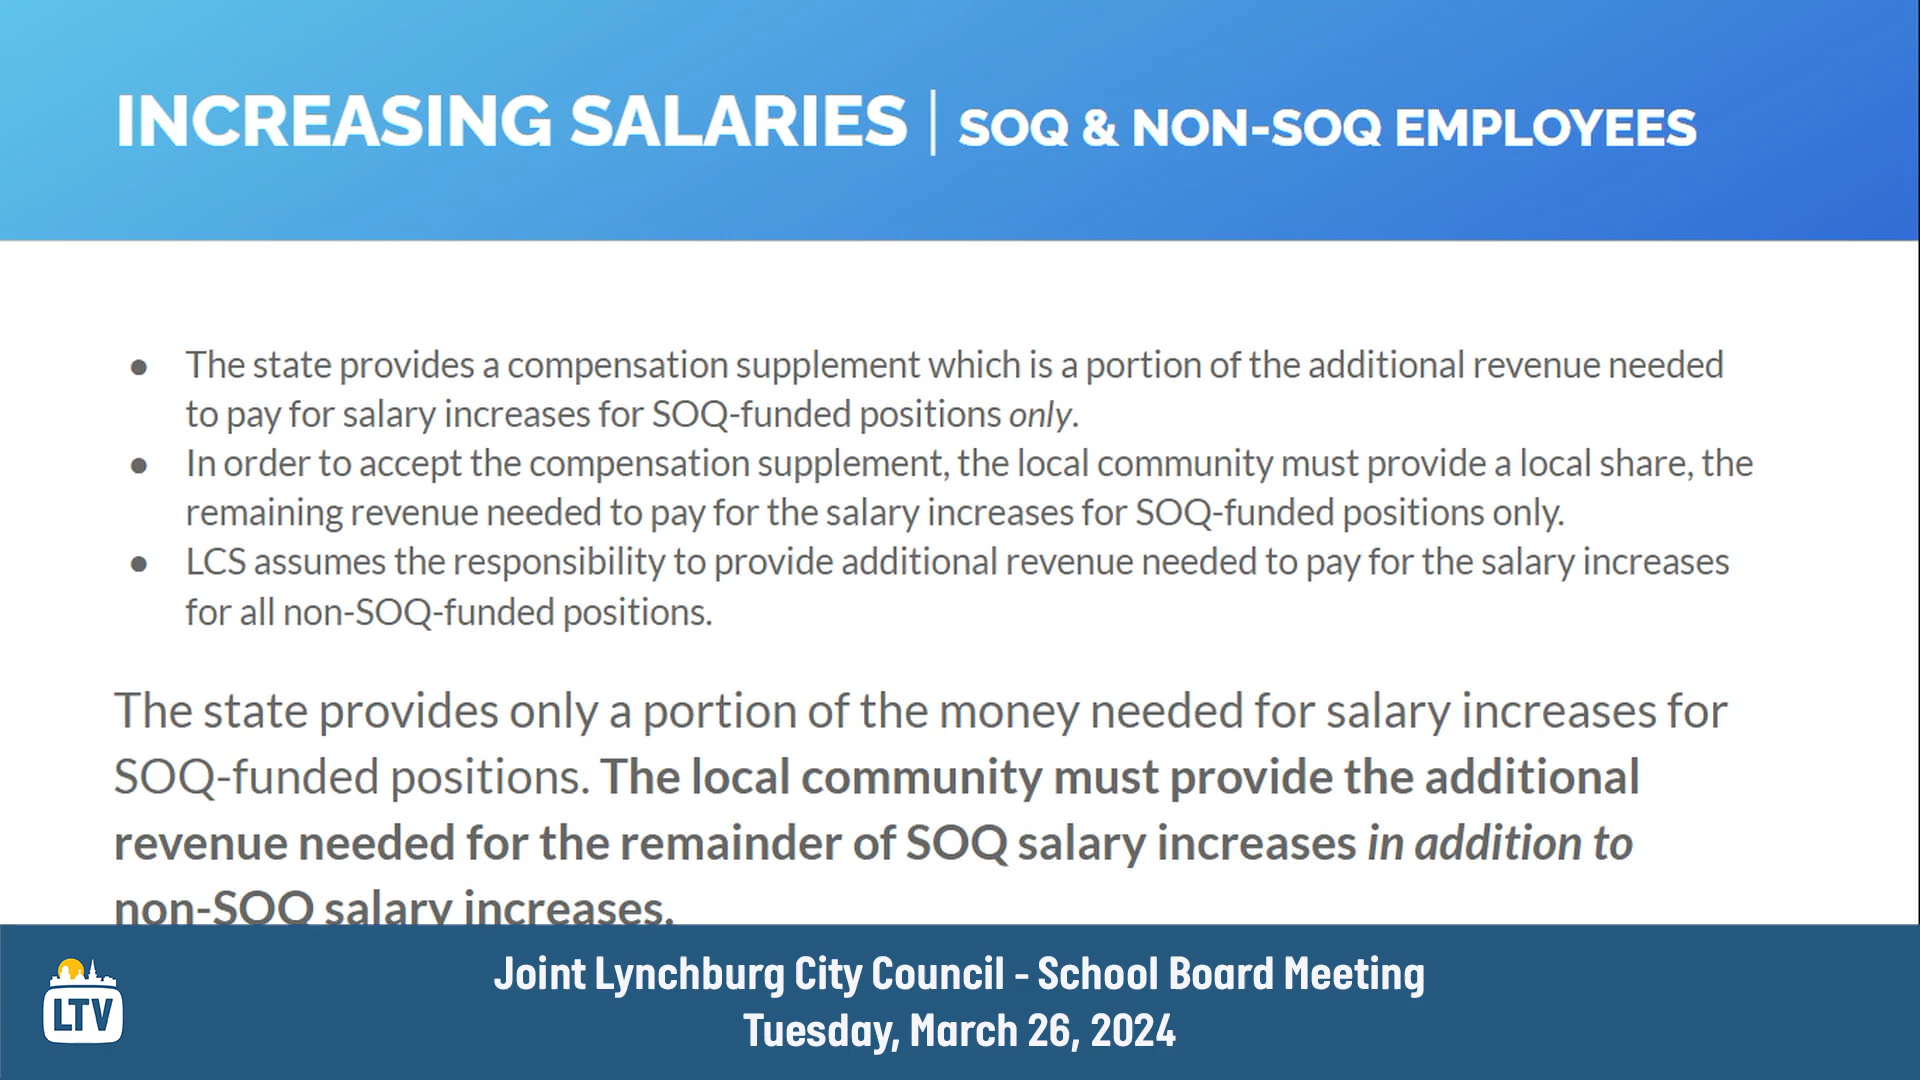 INCREASING SALARIES | SOQ & NON-SOQ EMPLOYEES
● The state provides a compensation supplement which is a portion of the additional revenue needed
to pay for salary increases for SOQ-funded positions only.
● In order to accept the compensation supplement, the local community must provide a local share, the
remaining revenue needed to pay for the salary increases for SOQ-funded positions only.
● LCS assumes the responsibility to provide additional revenue needed to pay for the salary increases
for all non-SOQ-funded positions.
The state provides only a portion of the money needed for salary increases for
SOQ-funded positions. The local community must provide the additional
revenue needed for the remainder of SOQ salary increases in addition to
non-SOQ salary increases.
Joint Lynchburg City Council - School Board Meeting
Tuesday, March 26, 2024
LTV